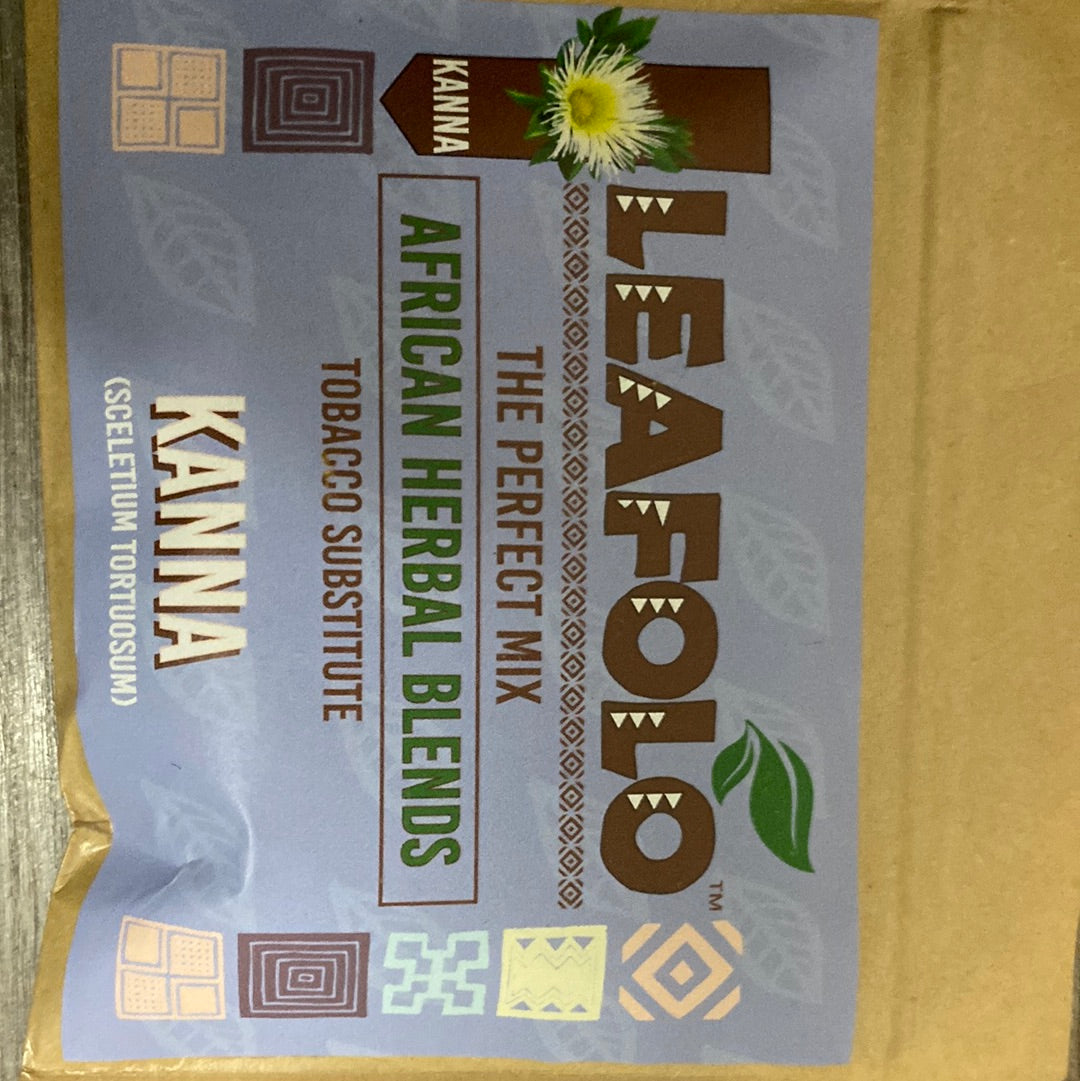 KANNA
LEAFOLO™
THE PERFECT MIX
AFRICAN HERBAL BLENDS
TOBACCO SUBSTITUTE
KANNA
(SCELETIUM TORTUOSUM)